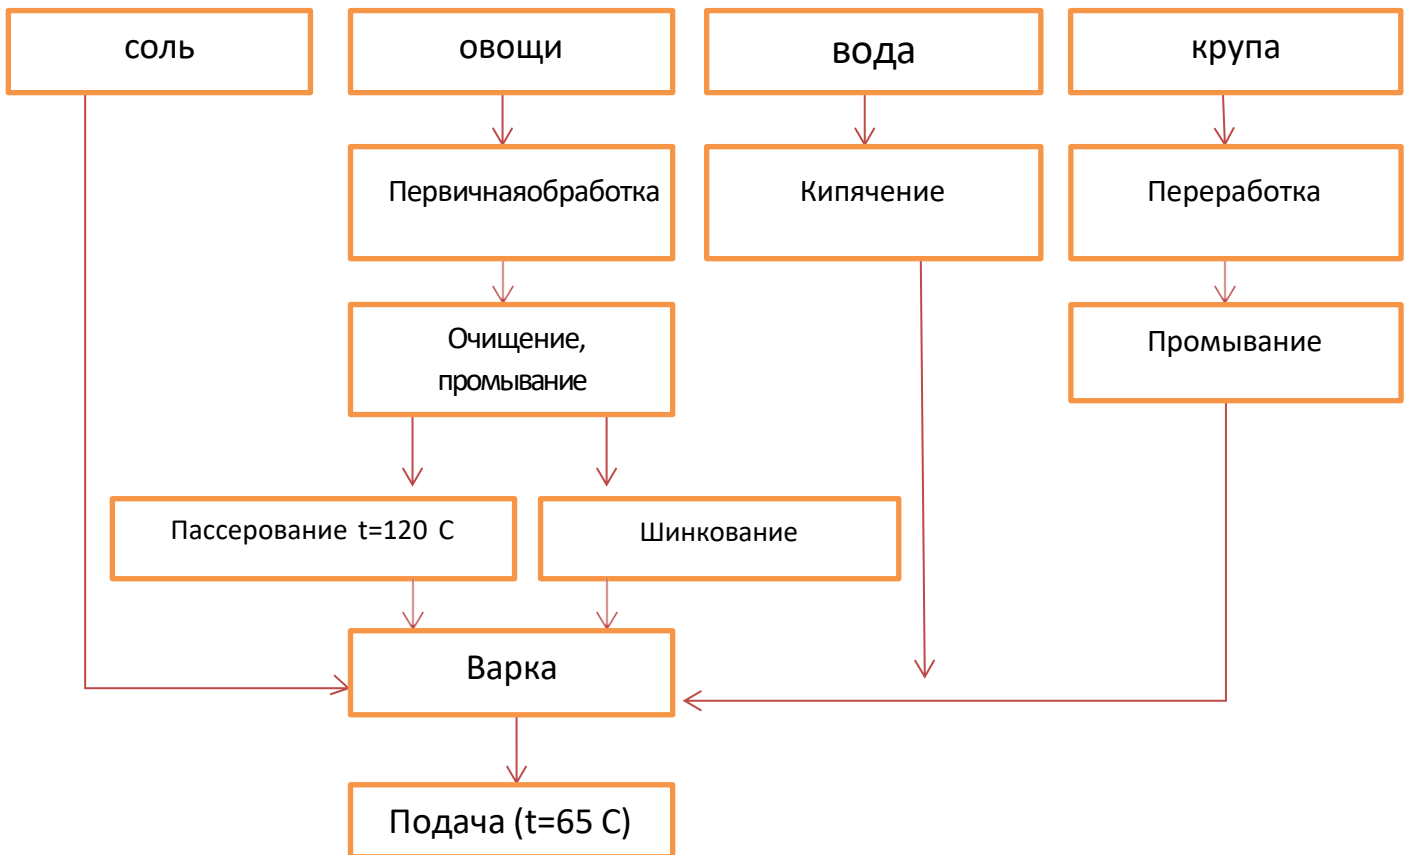 соль
овощи
вода
крупа
Первичнаяобработка
Кипячение
Переработка
Очищение,
промывание
Промывание
Пассерование t=120 С
Шинкование
Варка
Подача (t=65 С)